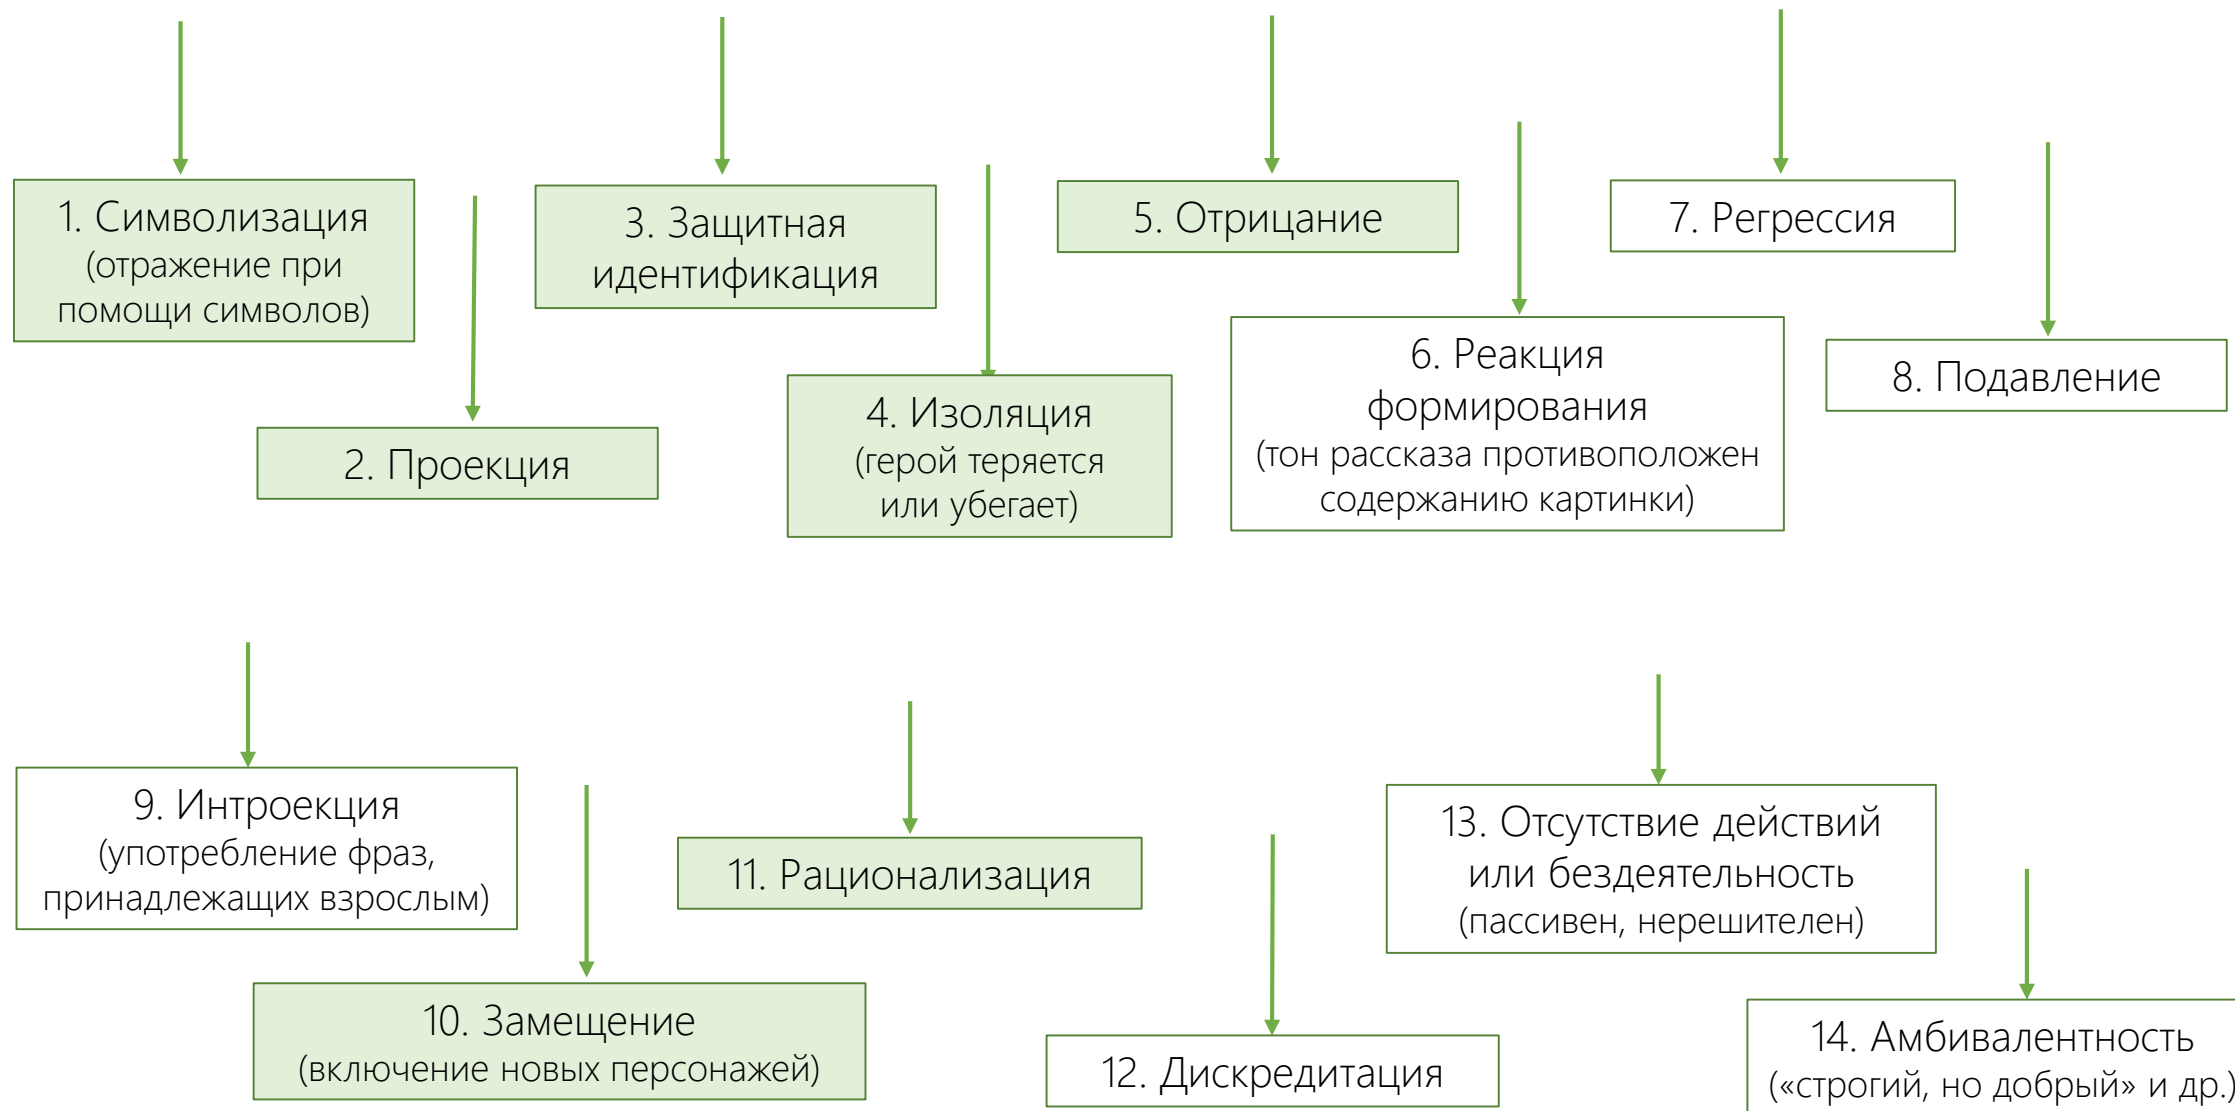 1. Символизация
(отражение при
помощи символов)
2. Проекция
3. Защитная
идентификация
4. Изоляция
(герой теряется
или убегает)
5. Отрицание
6. Реакция
формирования
(тон рассказа противоположен
содержанию картинки)
7. Регрессия
8. Подавление
9. Интроекция
(употребление фраз,
принадлежащих взрослым)
10. Замещение
(включение новых персонажей)
11. Рационализация
12. Дискредитация
13. Отсутствие действий
или бездеятельность
(пассивен, нерешителен)
14. Амбивалентность
(«строгий, но добрый» и др.)